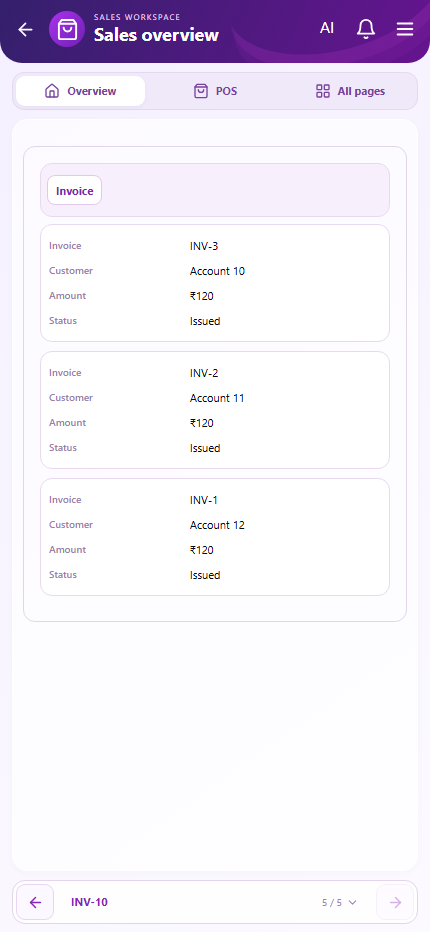 SALES WORKSPACE
Sales overview
AI
Overview
POS
All pages
Invoice
Invoice INV-3
Customer Account 10
Amount ₹120
Status Issued
Invoice INV-2
Customer Account 11
Amount ₹120
Status Issued
Invoice INV-1
Customer Account 12
Amount ₹120
Status Issued
INV-10 5 / 5